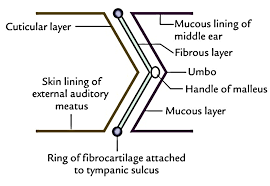 Cuticular layer
Mucous lining of
middle ear
Fibrous layer
Umbo
Skin lining of
external auditory
meatus
Handle of malleus
Mucous layer
Ring of fibrocartilage attached
to tympanic sulcus